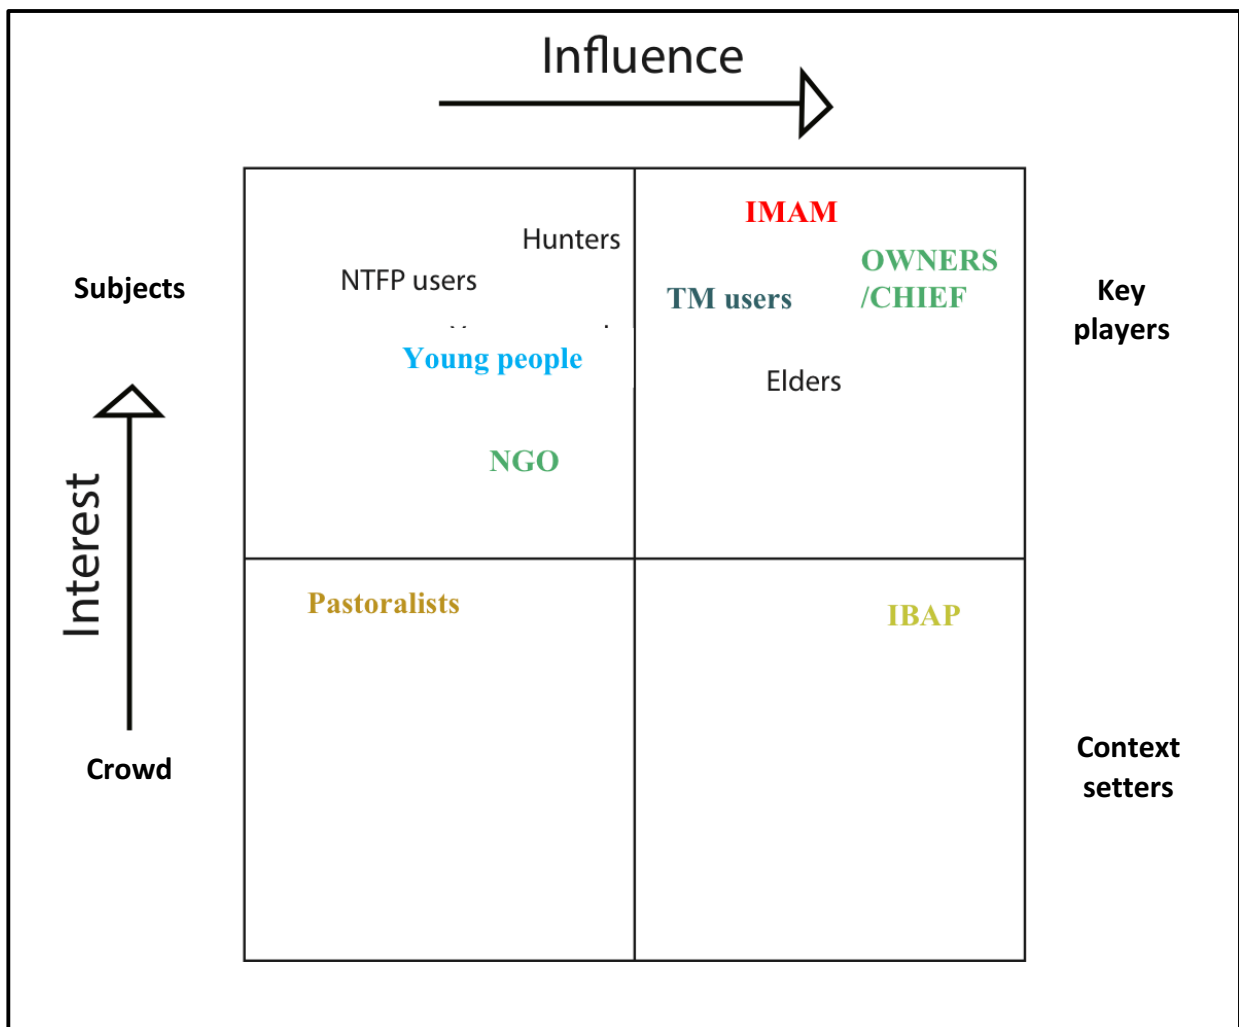 Influence
IMAM
Hunters
OWNERS
/CHIEF
NTFP users
Subjects
TM users
Key
players
Young people
Elders
NGO
Interest
Pastoralists
IBAP
Crowd
Context
setters